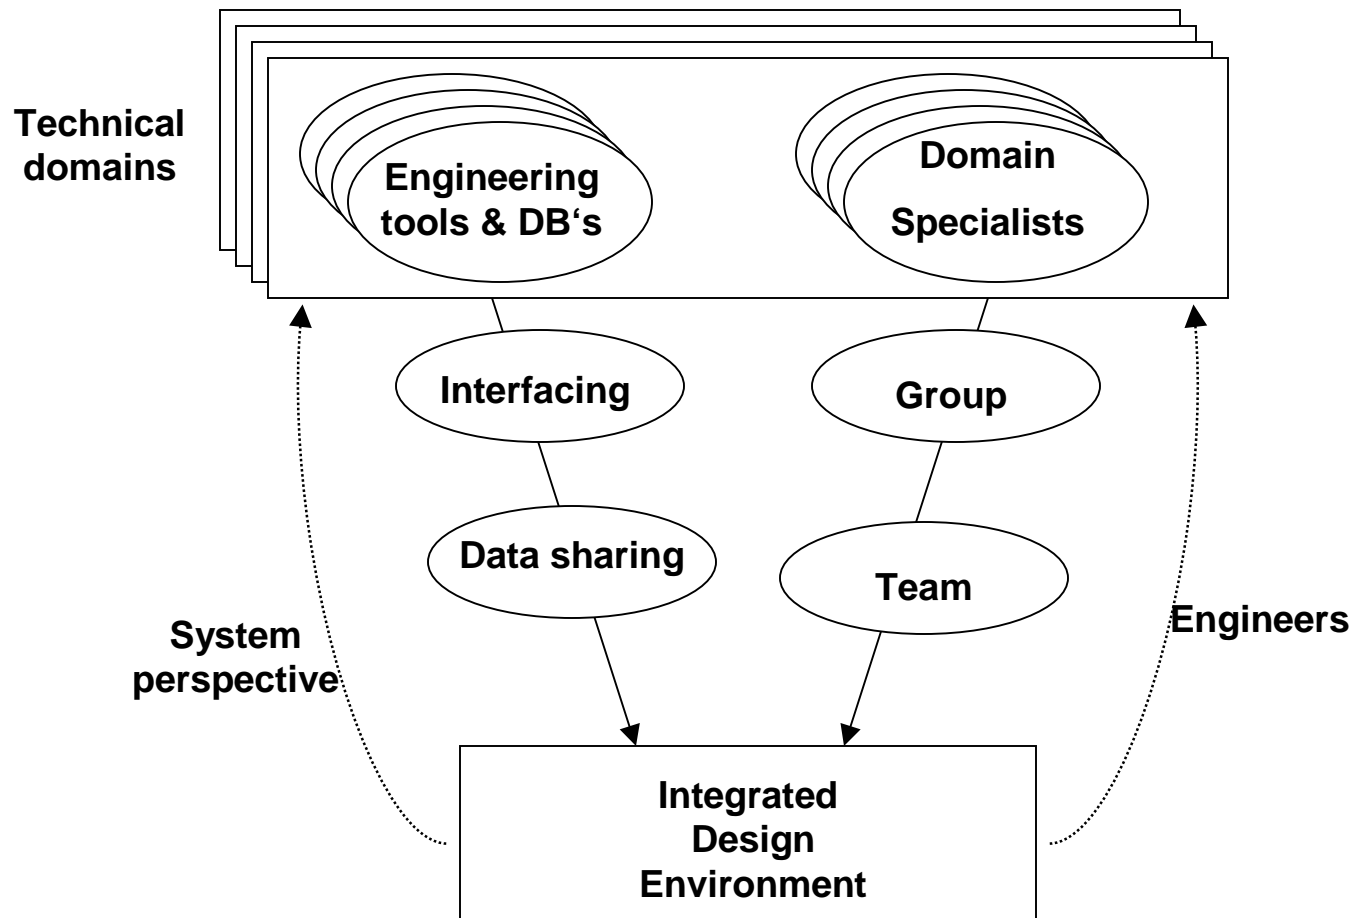 Technical
domains
Engineering
tools & DB‘s
Domain
Specialists
Interfacing
Group
Data sharing
Team
System
perspective
Engineers
Integrated
Design
Environment